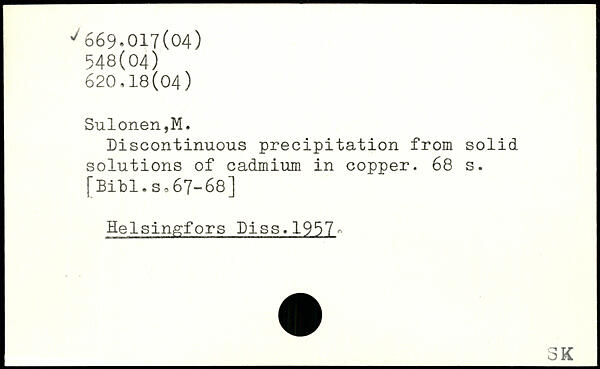 ✓669.017(04)
548(04)
620.18(04)
Sulonen,M.
Discontinuous precipitation from solid
solutions of cadmium in copper. 68 s.
[Bibl.s.67-68]
Helsingfors Diss.1957.
SK